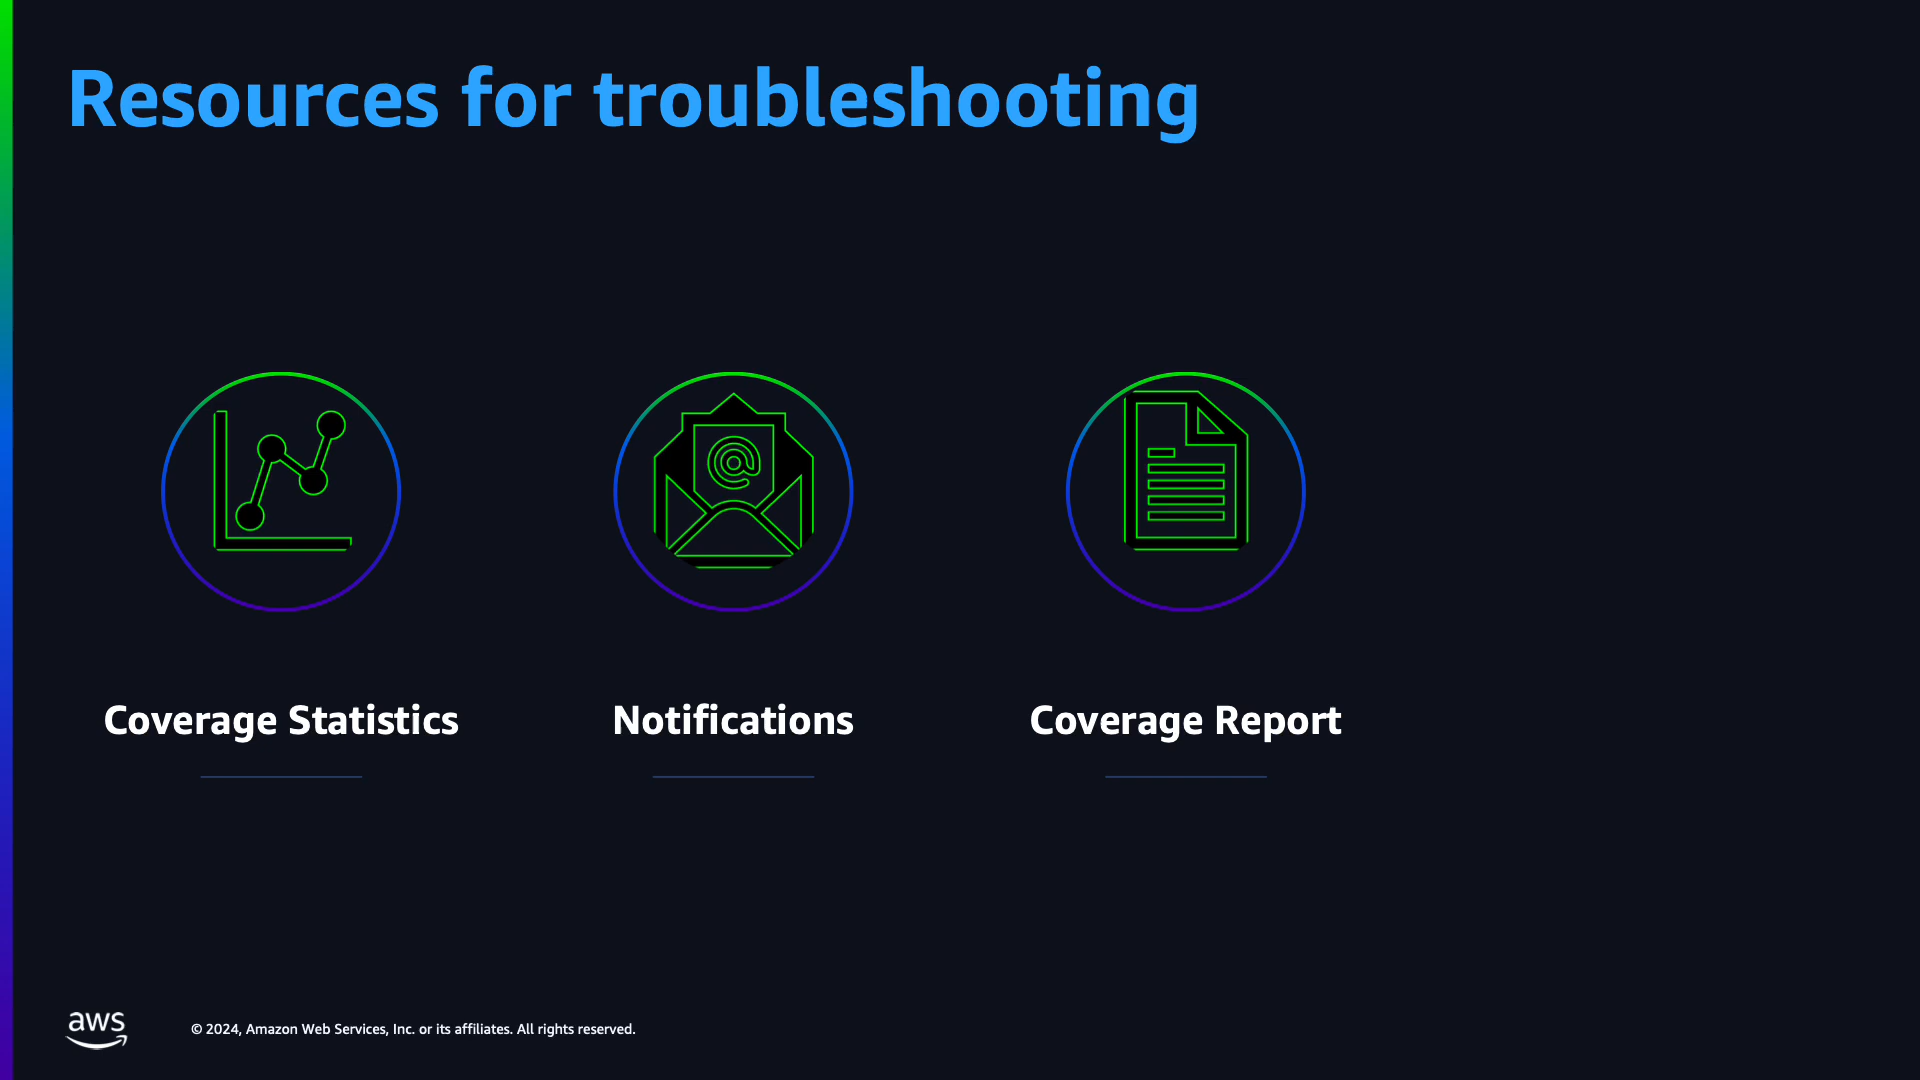 Resources for troubleshooting
@
Coverage Statistics
Notifications
Coverage Report
aws
© 2024, Amazon Web Services, Inc. or its affiliates. All rights reserved.